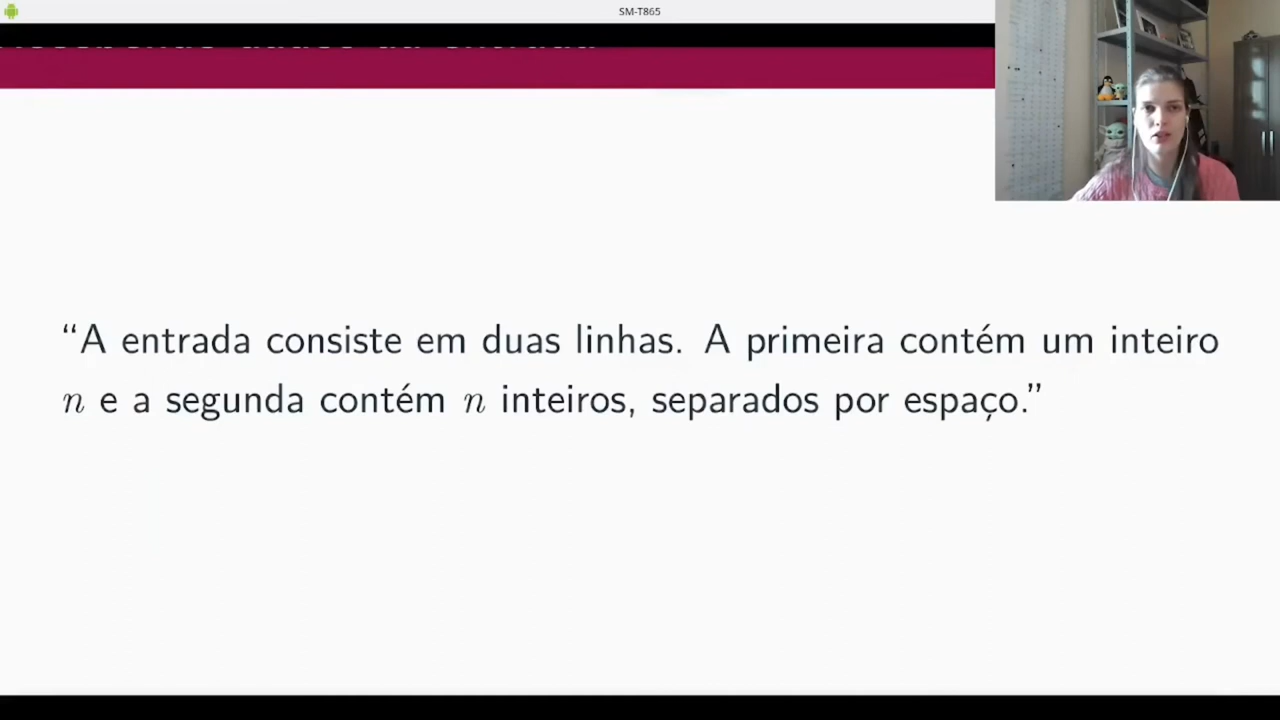 SM-T865
“A entrada consiste em duas linhas. A primeira contém um inteiro
n e a segunda contém n inteiros, separados por espaço.”